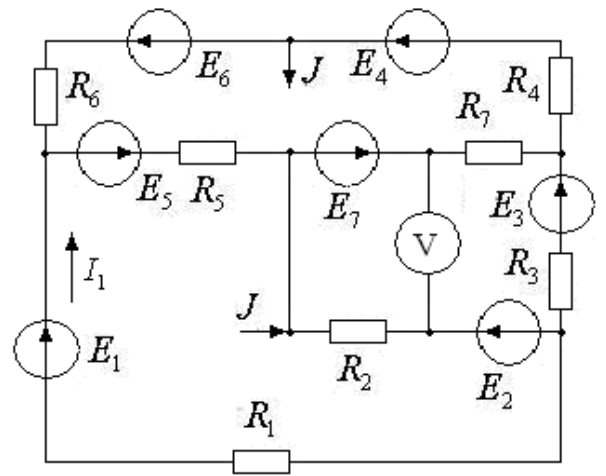 E₆
J
E₄
R₆
R₄
R₇
E₅
R₅
E₇
E₃
V
I₁
R₃
J
E₁
R₂
E₂
R₁